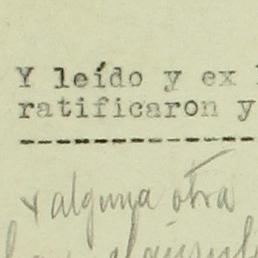 Y leído y ex
ratificaron y
y alguna otra